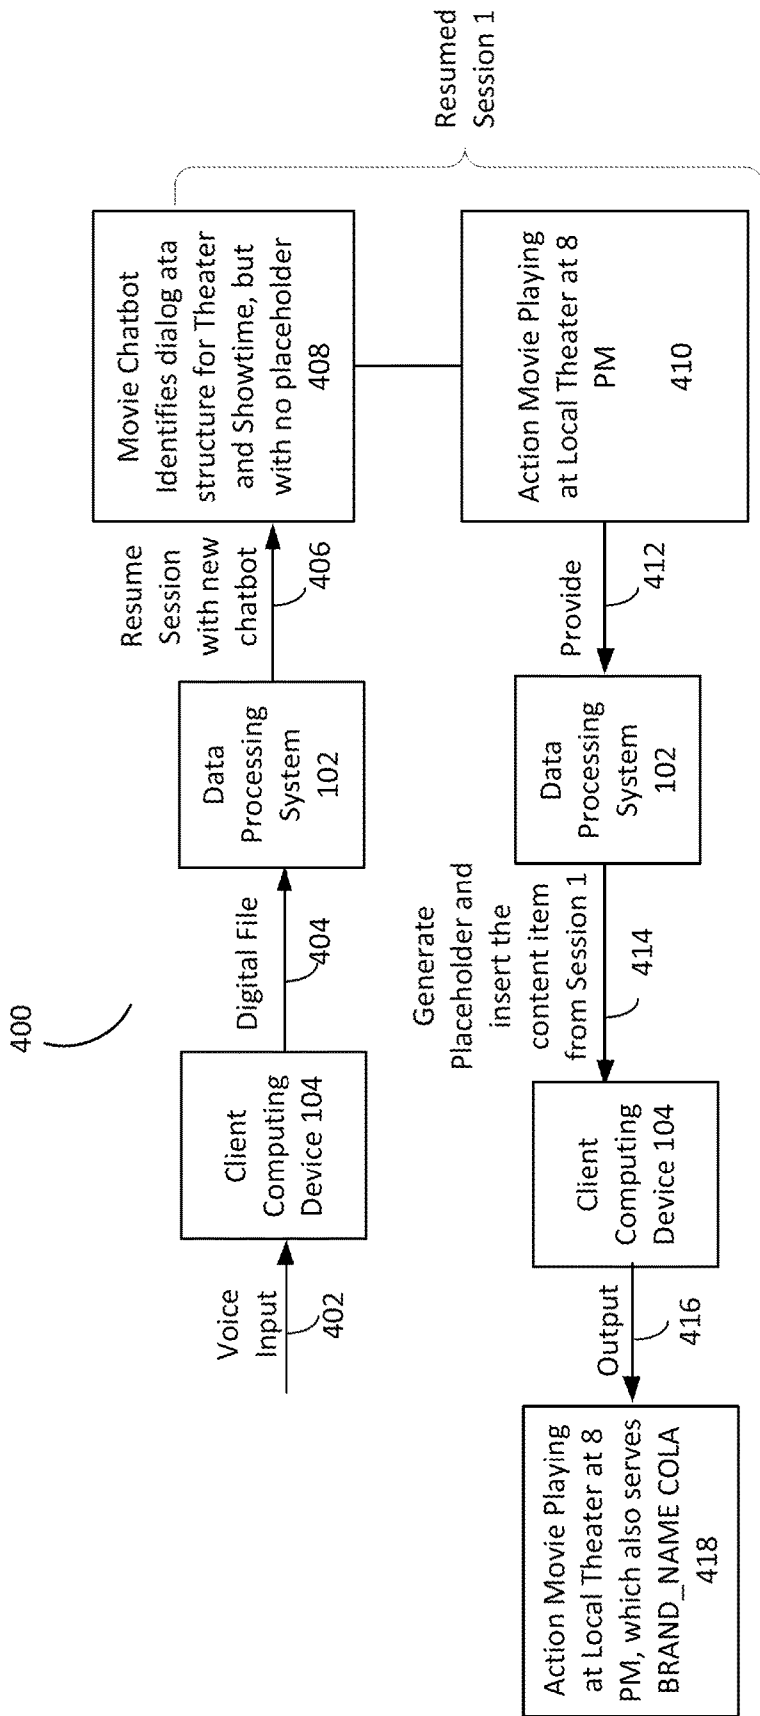 400
Voice
Input
402
Client
Computing
Device 104
Digital File
404
Data
Processing
System
102
Resume
Session
with new
chatbot
406
Movie Chatbot
Identifies dialog ata
structure for Theater
and Showtime, but
with no placeholder
408
Resumed
Session 1
Action Movie Playing
at Local Theater at 8
PM
410
Provide
412
Data
Processing
System
102
Generate
Placeholder and
insert the
content item
from Session 1
414
Client
Computing
Device 104
Output
416
Action Movie Playing
at Local Theater at 8
PM, which also serves
BRAND_NAME COLA
418